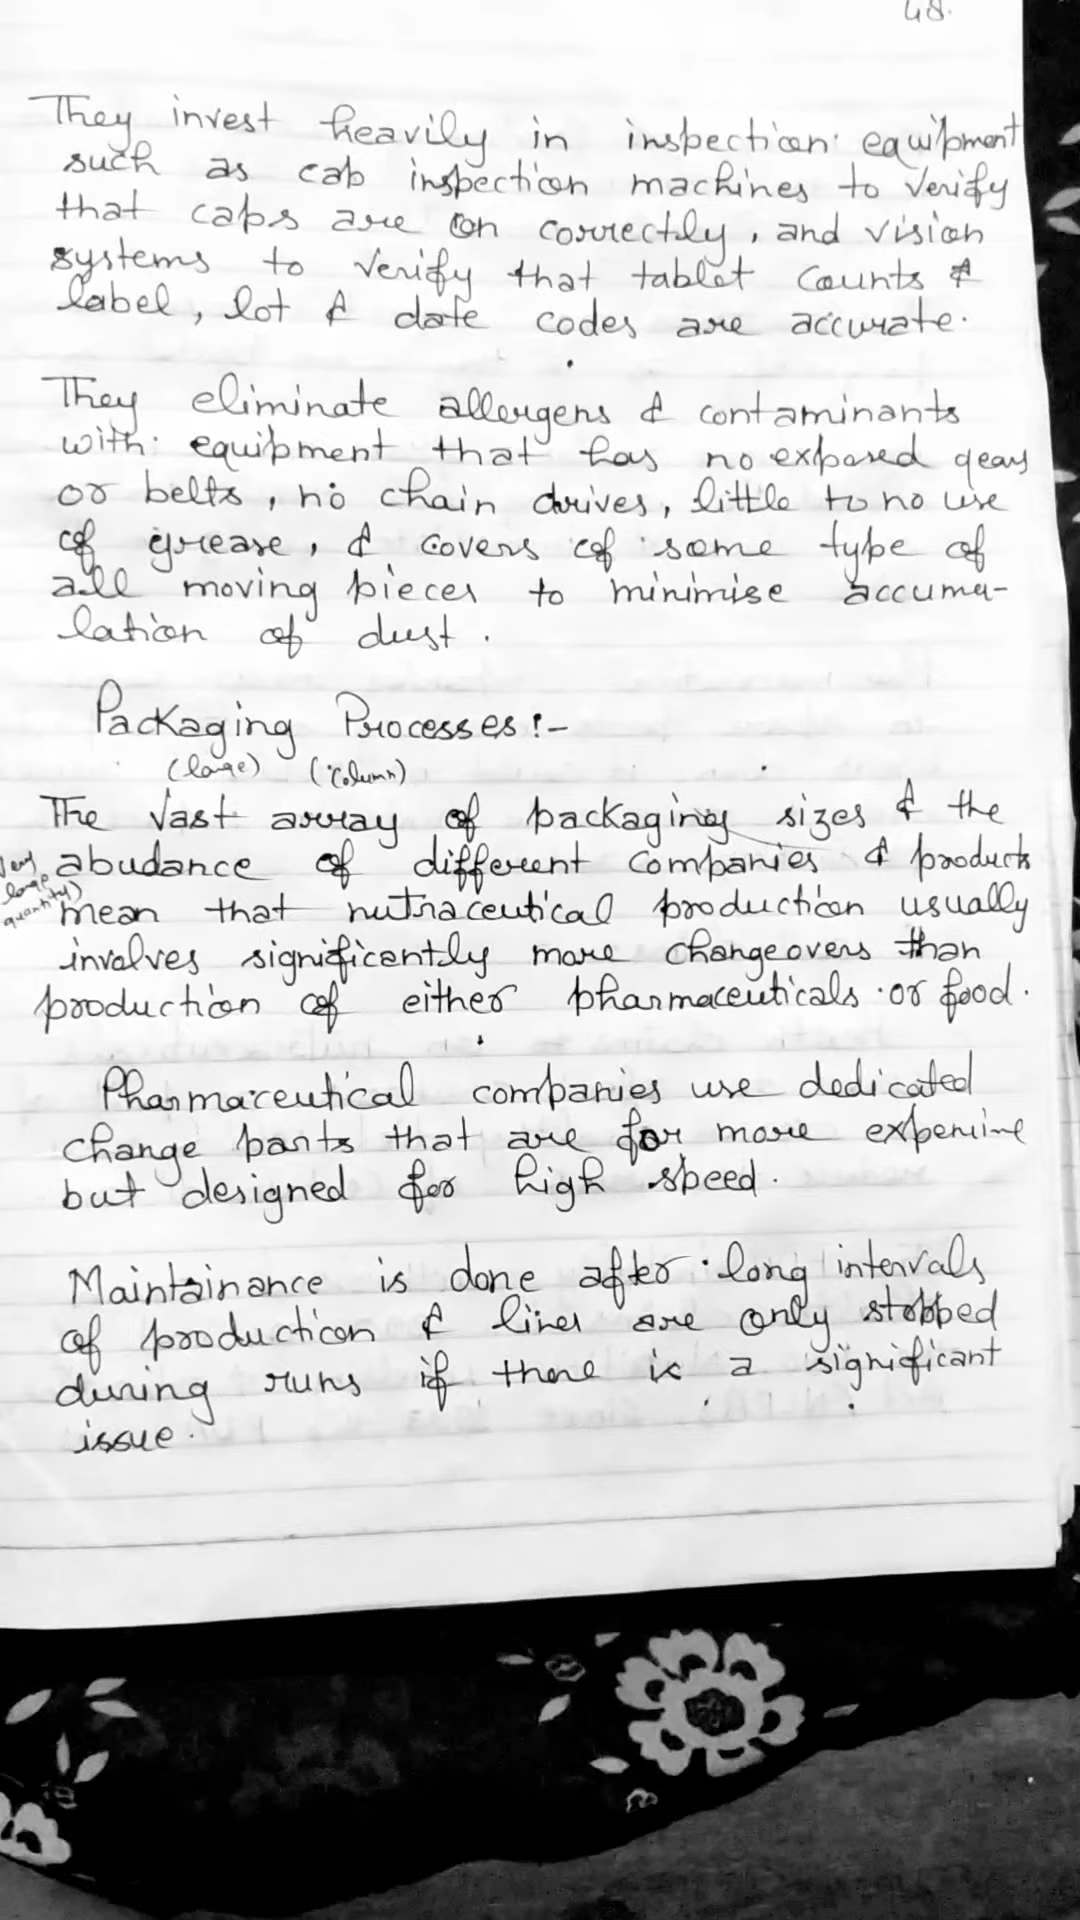 48.
They invest heavily in inspection equipment
such as cap inspection machines to verify
that caps are on correctly, and vision
systems to verify that tablet counts &
label, lot & date codes are accurate.
They eliminate allergens & contaminants
with equipment that has no exposed gears
or belts, no chain drives, little to no use
of grease, & covers of some type of
all moving pieces to minimise accumu-
lation of dust.
Packaging Processes:-
(large) (column)
The vast array of packaging sizes & the
abudance of different companies & products
(very large quantity)
mean that nutraceutical production usually
involves significantly more changeovers than
production of either pharmaceuticals or food.
Pharmaceutical companies use dedicated
change parts that are far more expensive
but designed for high speed.
Maintainance is done after long intervals
of production & lines are only stopped
during runs if there is a significant
issue.